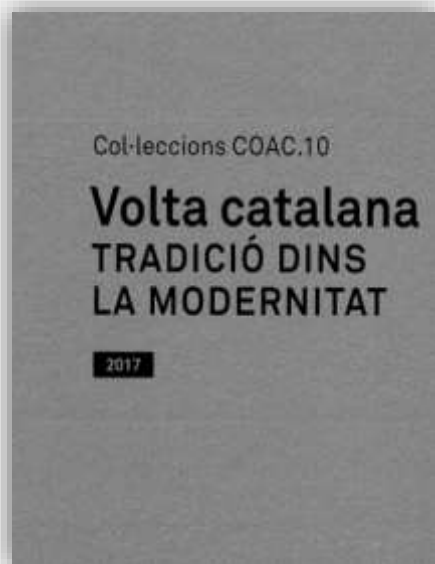 Col·leccions COAC.10
Volta catalana
TRADICIÓ DINS
LA MODERNITAT
2017